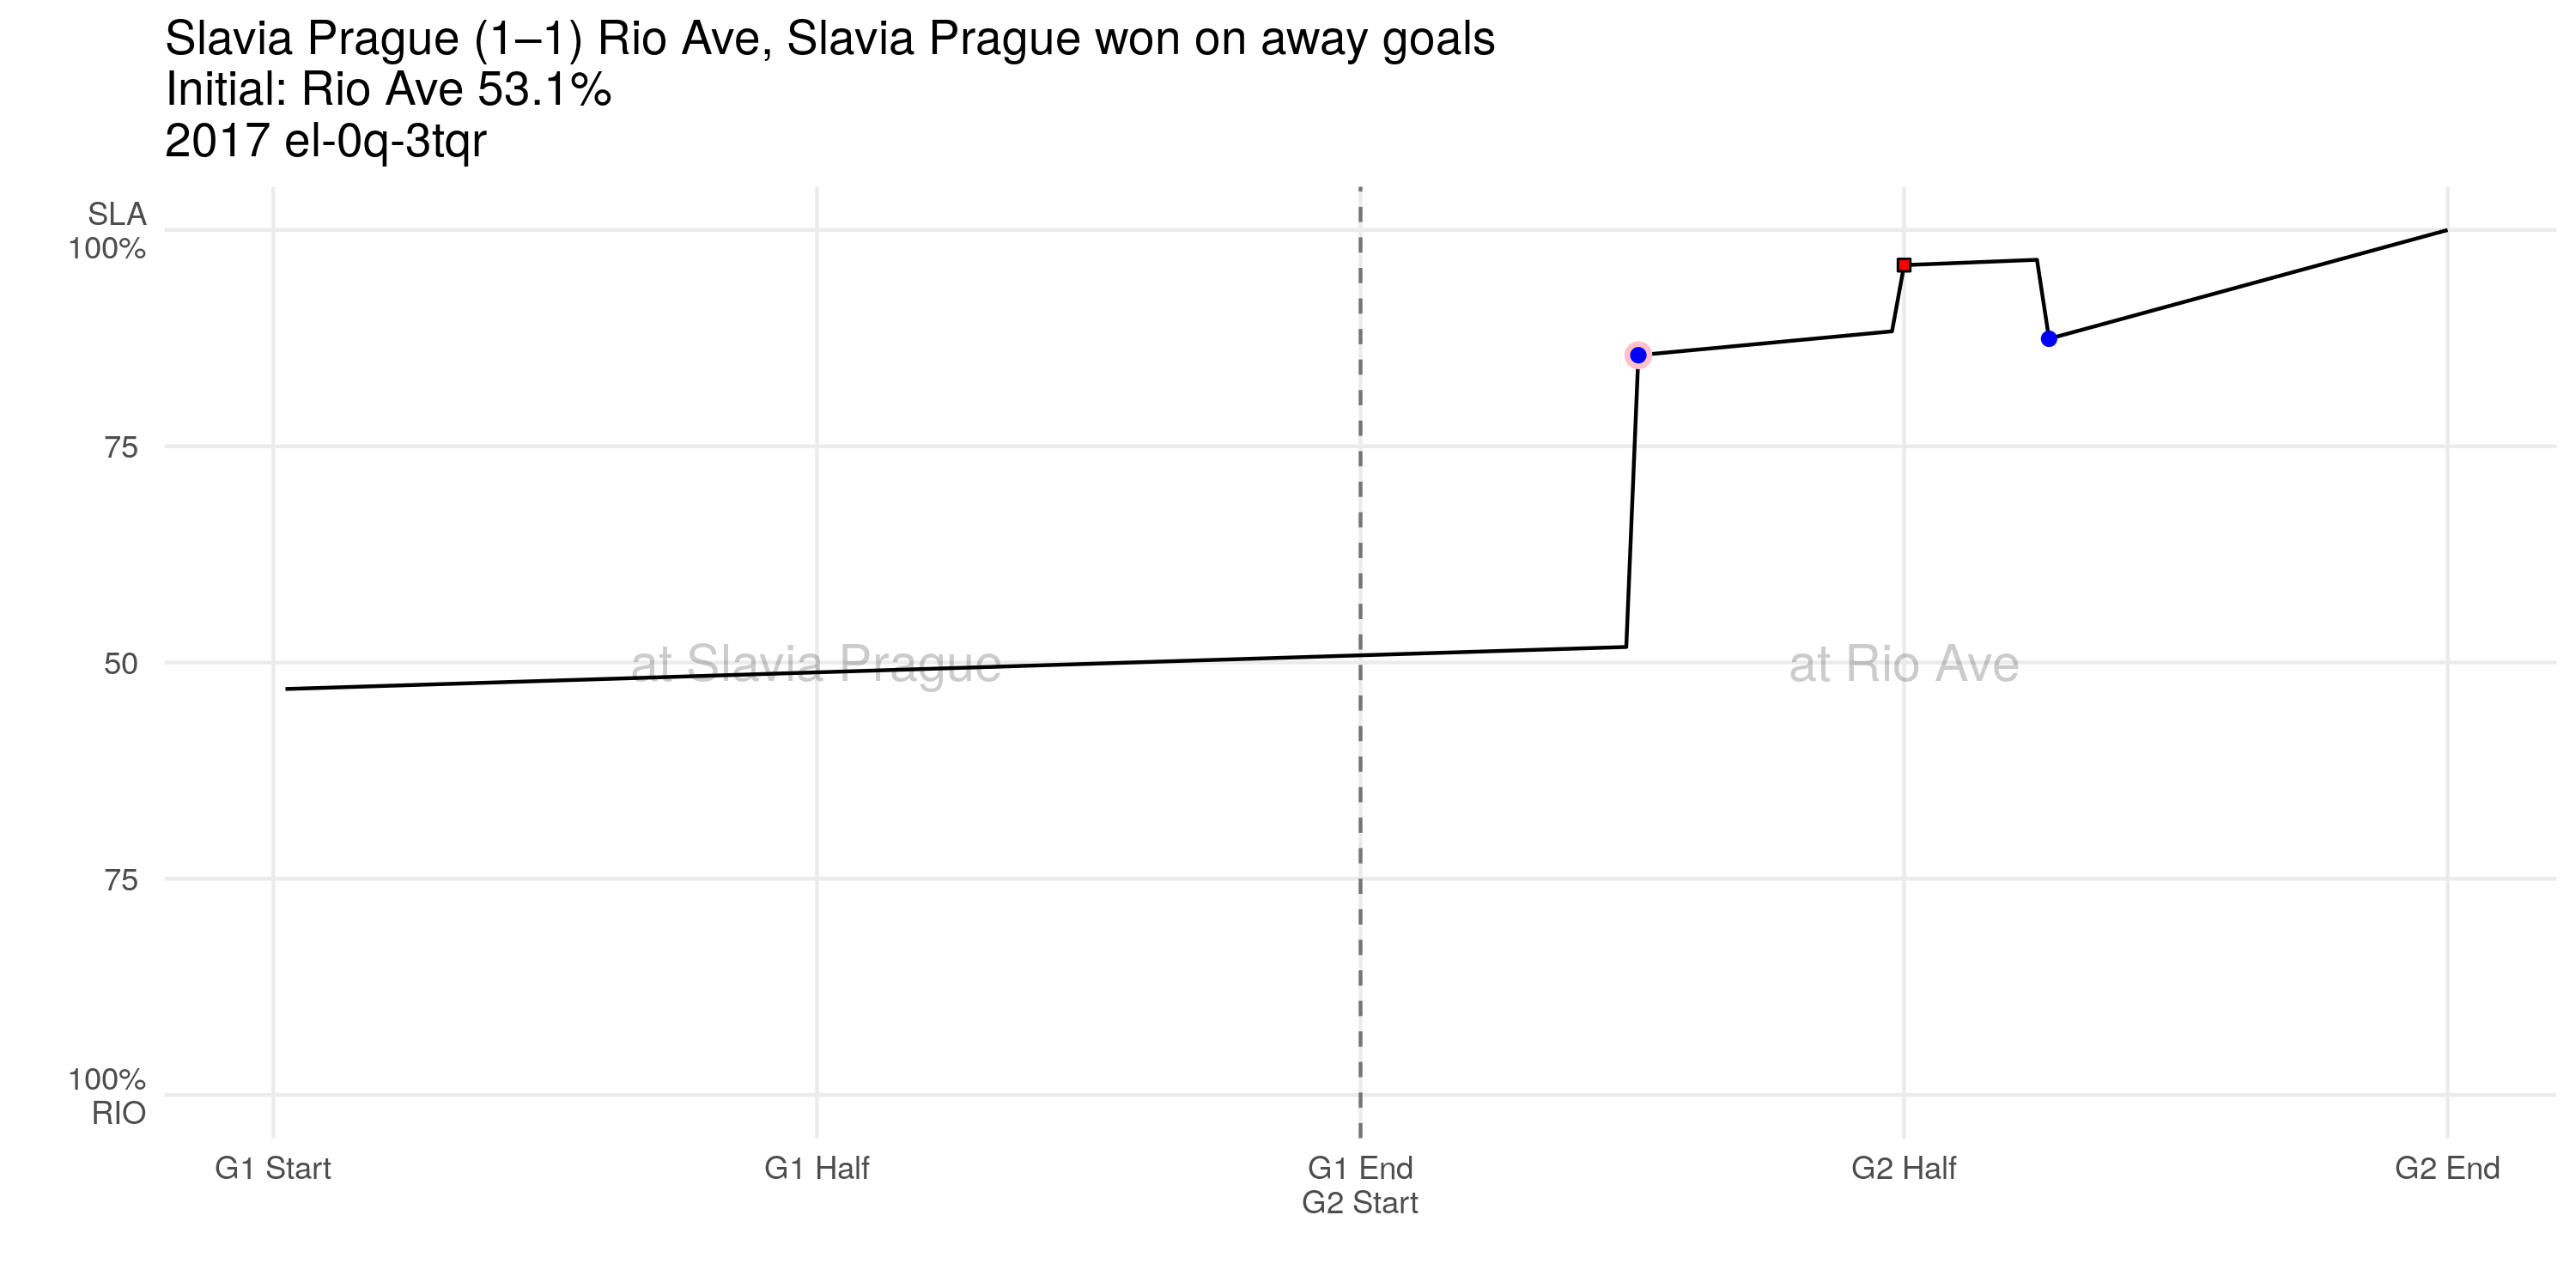 Slavia Prague (1–1) Rio Ave, Slavia Prague won on away goals
Initial: Rio Ave 53.1%
2017 el-0q-3tqr
SLA
100%
75
50
75
100%
RIO
at Slavia Prague
at Rio Ave
G1 Start
G1 Half
G1 End
G2 Start
G2 Half
G2 End